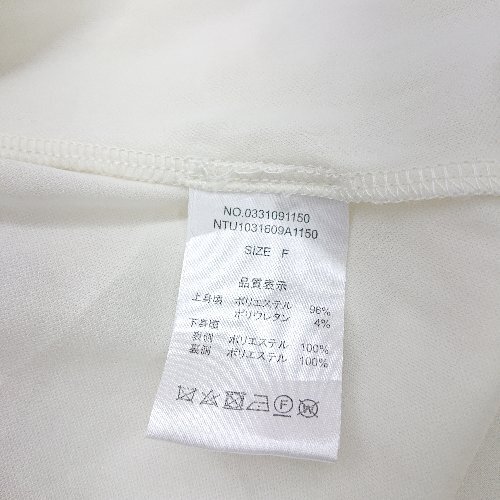 NO.0331091150
NTU1031609A1150
SIZE F
品質表示
上身頃 ポリエステル 96%
ポリウレタン 4%
下身頃
表側 ポリエステル 100%
裏側 ポリエステル 100%
F
W